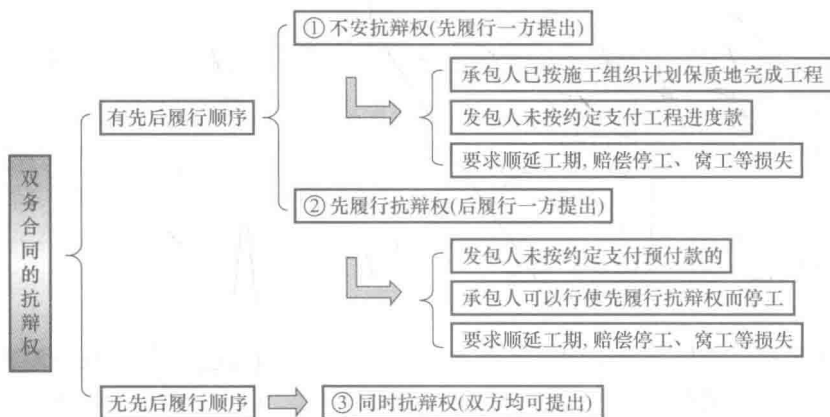 双务合同的抗辩权
有先后履行顺序
①不安抗辩权(先履行一方提出)
承包人已按施工组织计划保质地完成工程
发包人未按约定支付工程进度款
要求顺延工期,赔偿停工、窝工等损失
②先履行抗辩权(后履行一方提出)
发包人未按约定支付预付款的
承包人可以行使先履行抗辩权而停工
要求顺延工期,赔偿停工、窝工等损失
无先后履行顺序
③同时抗辩权(双方均可提出)